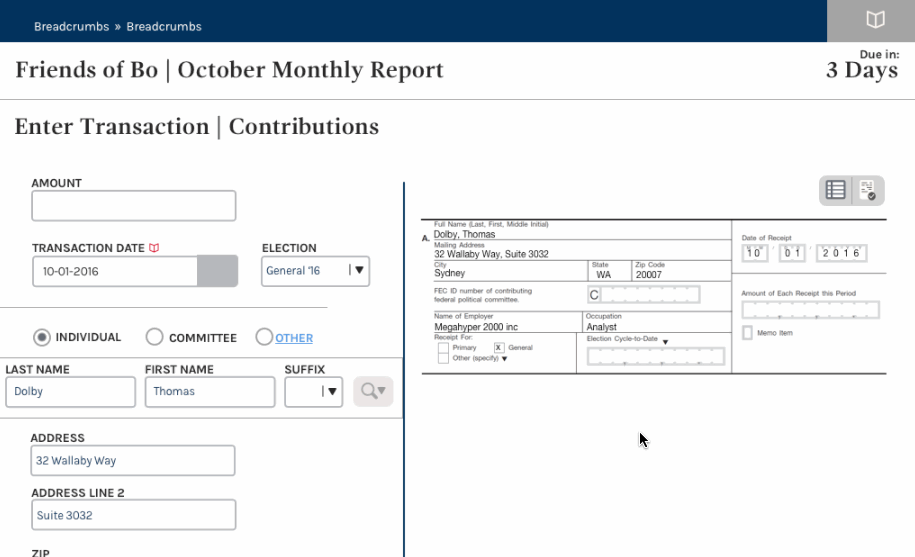 Breadcrumbs » Breadcrumbs
Due in:
Friends of Bo | October Monthly Report
3 Days
Enter Transaction | Contributions
AMOUNT
TRANSACTION DATE
ELECTION
10-01-2016
General '16
INDIVIDUAL
COMMITTEE
OTHER
LAST NAME
FIRST NAME
SUFFIX
Dolby
Thomas
ADDRESS
32 Wallaby Way
ADDRESS LINE 2
Suite 3032
ZIP
A.
Full Name (Last, First, Middle Initial)
Dolby, Thomas
Mailing Address
32 Wallaby Way, Suite 3032
City
State
Zip Code
Sydney
WA
20007
FEC ID number of contributing
federal political committee.
C
Name of Employer
Occupation
Megahyper 2000 inc
Analyst
Receipt For:
Primary
X
General
Other (specify)
Election Cycle-to-Date
Date of Receipt
10 / 01 / 2016
Amount of Each Receipt this Period
Memo Item